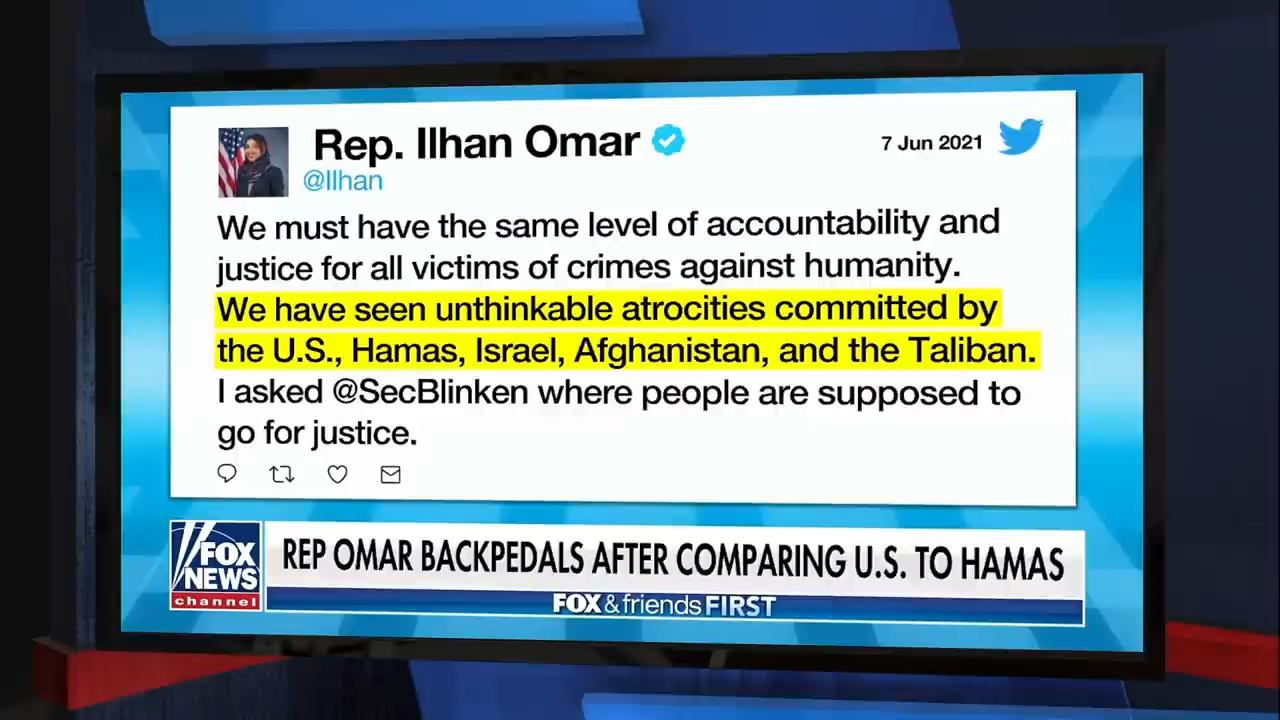 Rep. Ilhan Omar
7 Jun 2021
@Ilhan
We must have the same level of accountability and
justice for all victims of crimes against humanity.
We have seen unthinkable atrocities committed by
the U.S., Hamas, Israel, Afghanistan, and the Taliban.
I asked @SecBlinken where people are supposed to
go for justice.
FOX
NEWS
channel
REP OMAR BACKPEDALS AFTER COMPARING U.S. TO HAMAS
FOX & friends FIRST